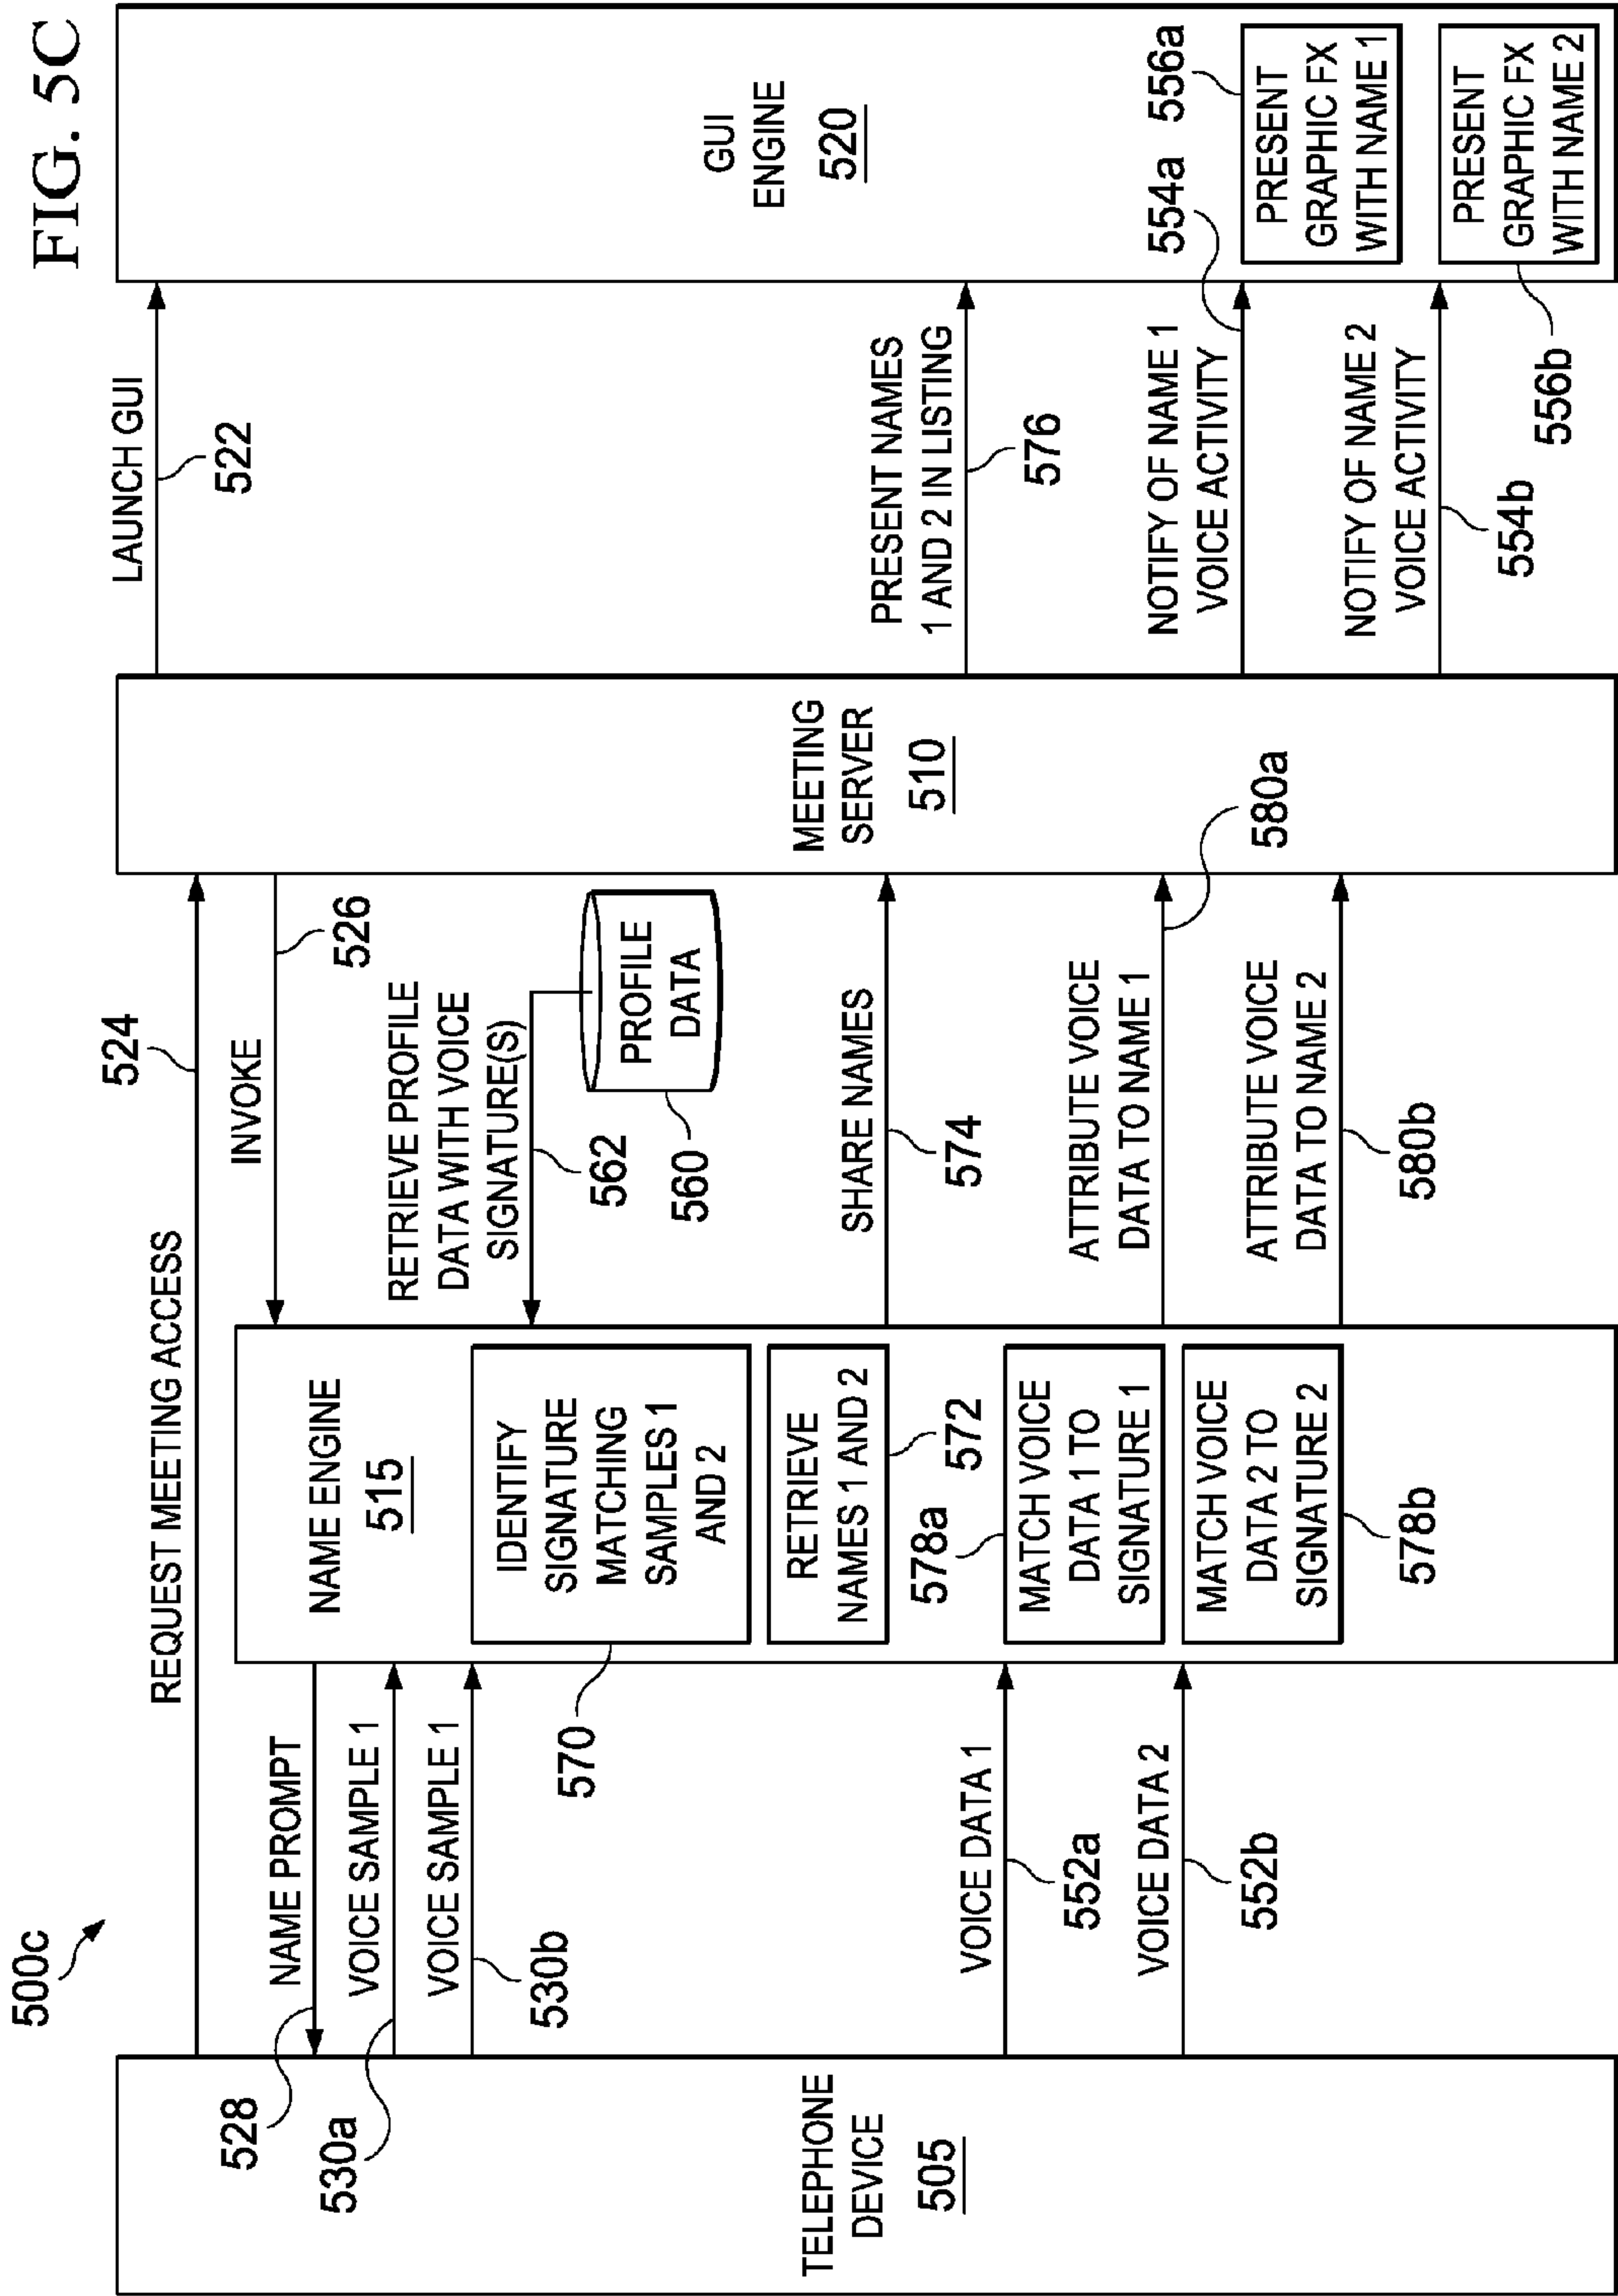 FIG. 5C
500c
TELEPHONE
DEVICE
505
NAME ENGINE
515
MEETING
SERVER
510
GUI
ENGINE
520
LAUNCH GUI
522
REQUEST MEETING ACCESS
524
INVOKE
526
NAME PROMPT
528
VOICE SAMPLE 1
530a
VOICE SAMPLE 1
530b
RETRIEVE PROFILE
DATA WITH VOICE
SIGNATURE(S)
562
PROFILE
DATA
560
IDENTIFY
SIGNATURE
MATCHING
SAMPLES 1
AND 2
570
RETRIEVE
NAMES 1 AND 2
572
SHARE NAMES
574
PRESENT NAMES
1 AND 2 IN LISTING
576
VOICE DATA 1
552a
MATCH VOICE
DATA 1 TO
SIGNATURE 1
578a
ATTRIBUTE VOICE
DATA TO NAME 1
580a
NOTIFY OF NAME 1
VOICE ACTIVITY
554a
PRESENT
GRAPHIC FX
WITH NAME 1
556a
VOICE DATA 2
552b
MATCH VOICE
DATA 2 TO
SIGNATURE 2
578b
ATTRIBUTE VOICE
DATA TO NAME 2
580b
NOTIFY OF NAME 2
VOICE ACTIVITY
554b
PRESENT
GRAPHIC FX
WITH NAME 2
556b